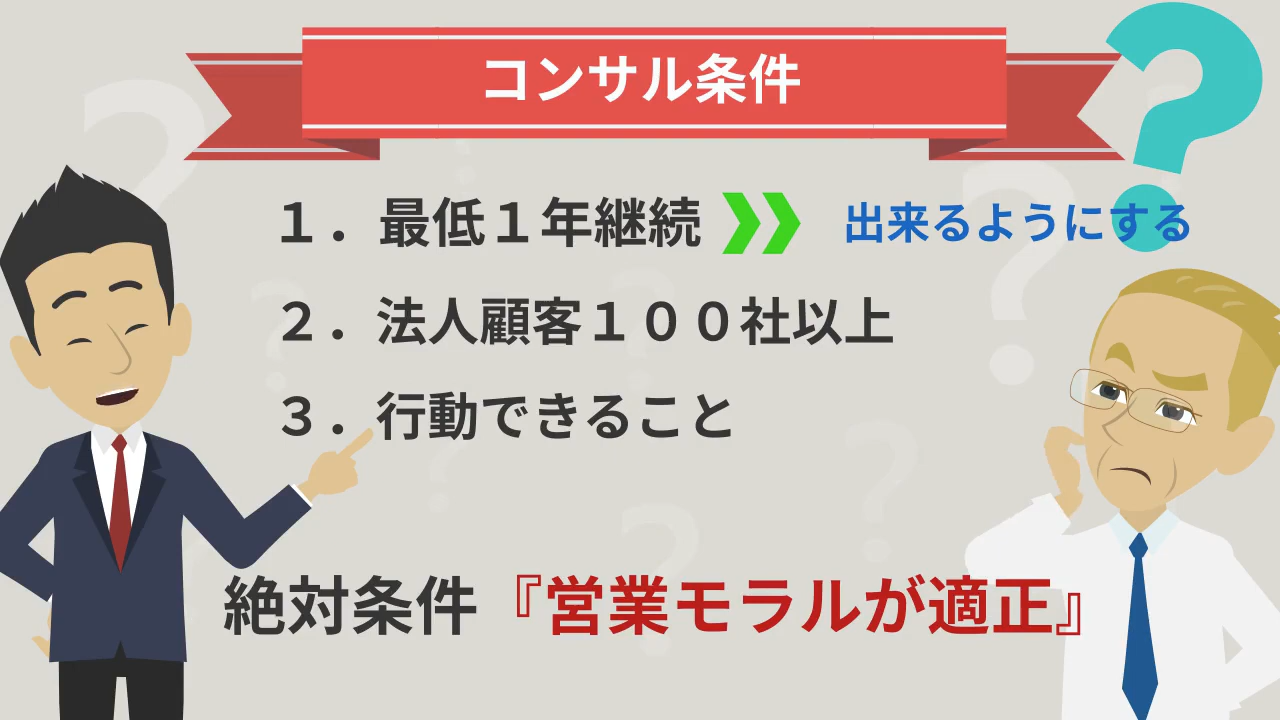 コンサル条件
１．最低１年継続 出来るようにする
２．法人顧客１００社以上
３．行動できること
絶対条件『営業モラルが適正』